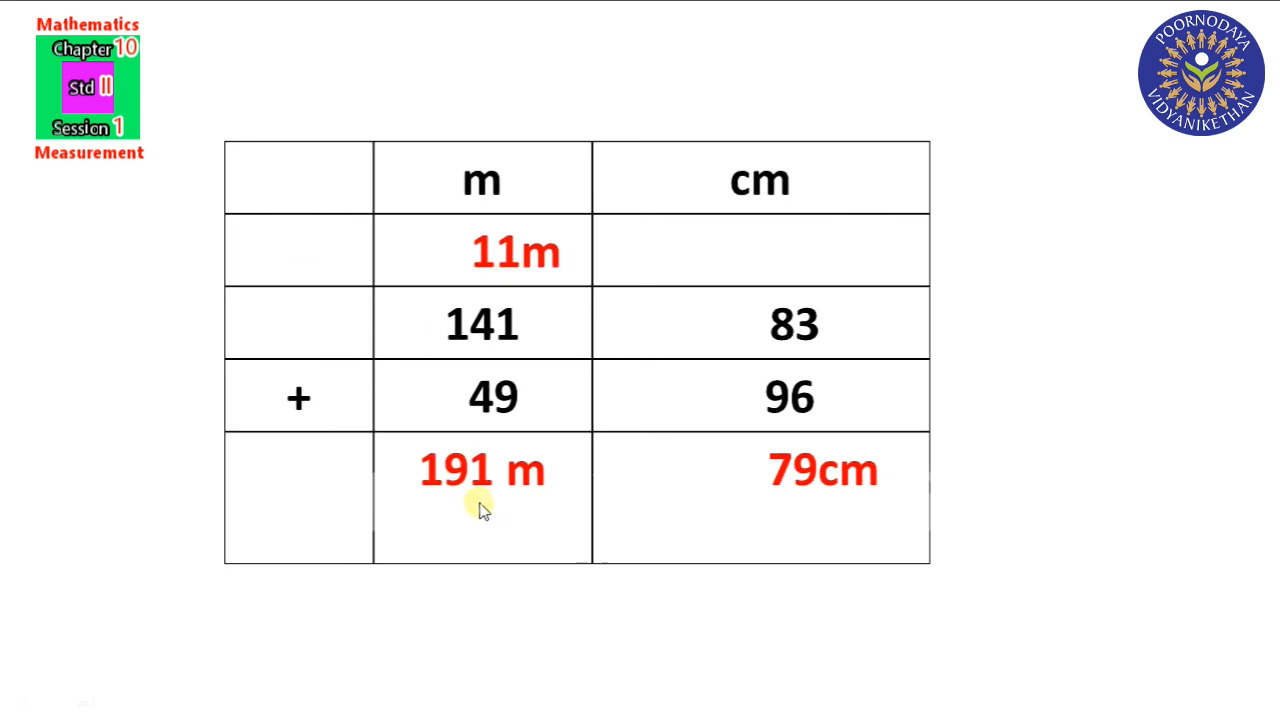 Mathematics
Chapter 10
Std II
Session 1
Measurement
POORNODAYA
VIDYANIKETHAN
m cm
11m
141 83
+ 49 96
191 m 79cm